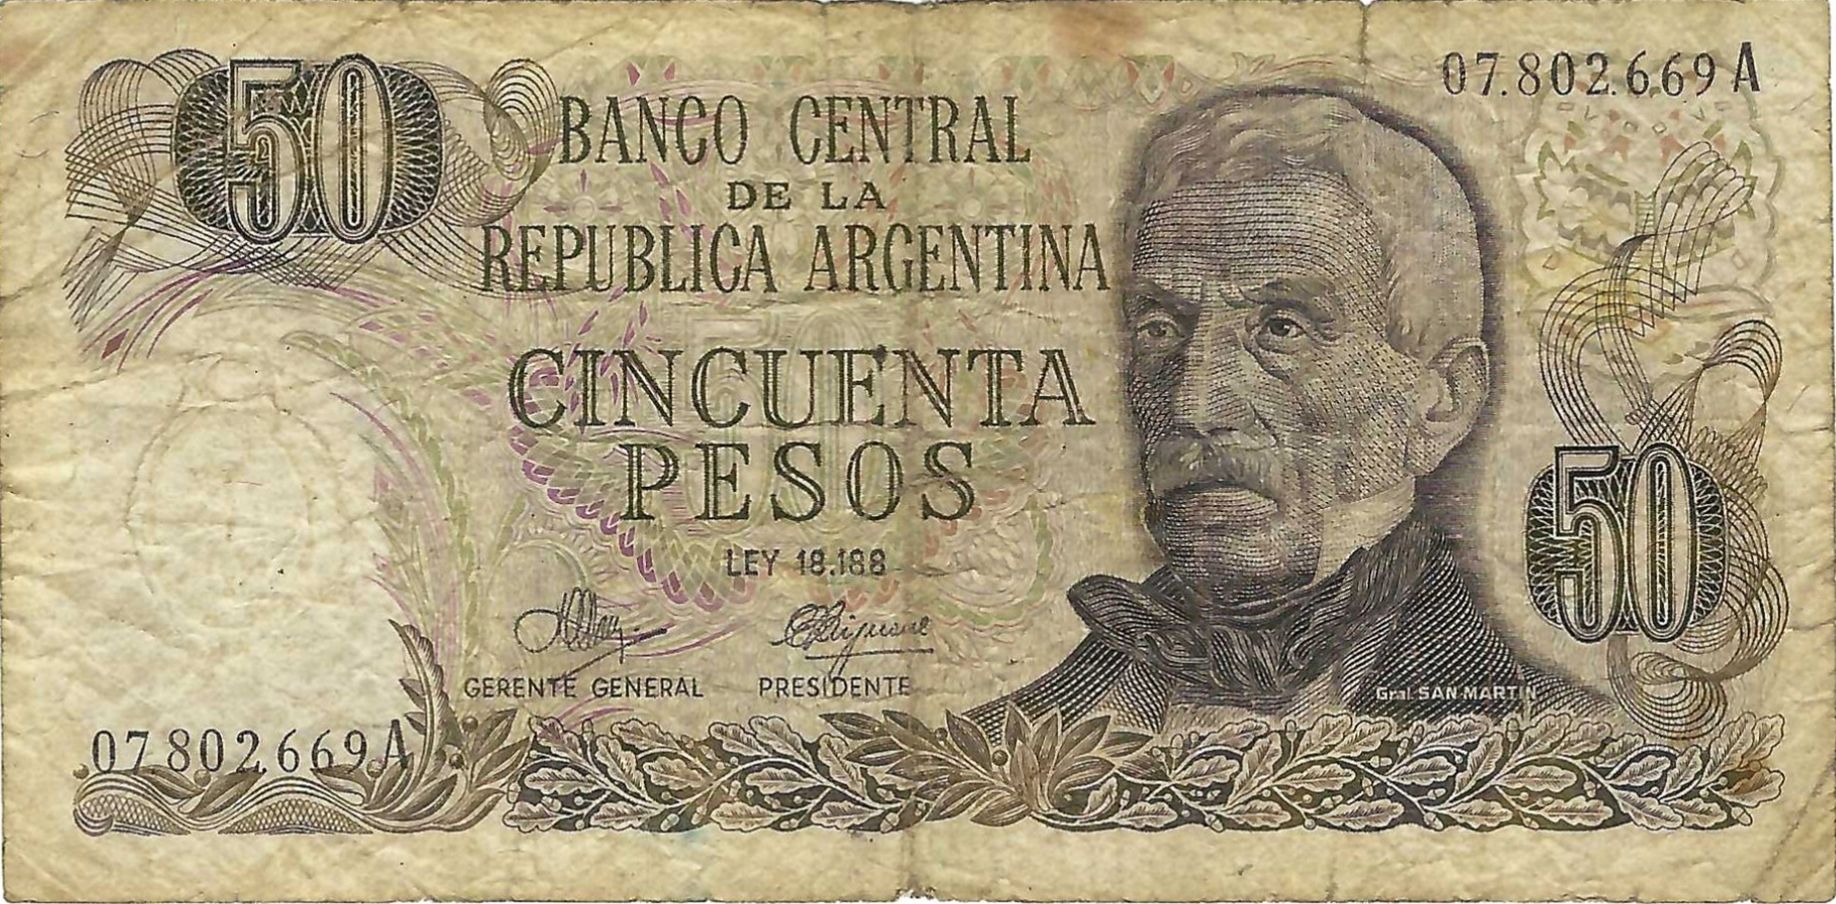 50
07.802.669 A
BANCO CENTRAL
DE LA
REPUBLICA ARGENTINA
CINCUENTA
PESOS
LEY 18.188
50
GERENTE GENERAL PRESIDENTE
Gral. SAN MARTIN
07.802.669 A